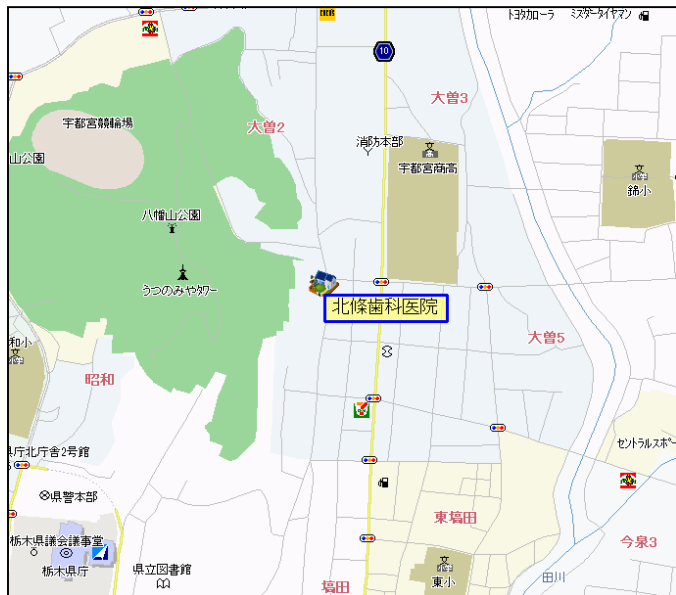 トヨタカローラ
ミスタータイヤマン
10
大曽3
宇都宮競輪場
大曽2
消防本部
宇都宮商高
山公園
錦小
八幡山公園
うつのみやタワー
北條歯科医院
大曽5
和小
昭和
県庁北庁舎2号館
セントラルスポー
県警本部
東塙田
栃木県議会議事堂
今泉3
栃木県庁
県立図書館
塙田
東小
田川